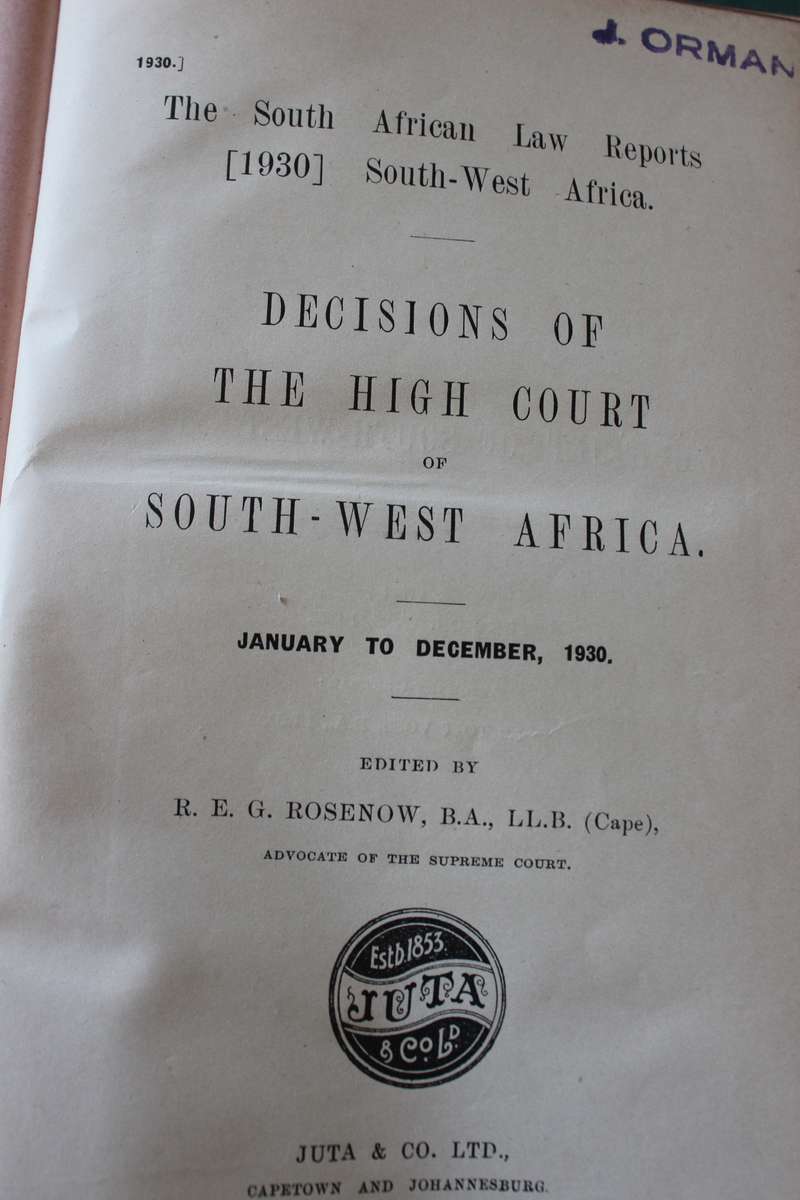 J. ORMAN
1930.]
The South African Law Reports
[1930] South-West Africa.
DECISIONS OF
THE HIGH COURT
OF
SOUTH-WEST AFRICA.
JANUARY TO DECEMBER, 1930.
EDITED BY
R. E. G. ROSENOW, B.A., LL.B. (Cape),
ADVOCATE OF THE SUPREME COURT.
Estd. 1853.
JUTA
& Co. LD
JUTA & CO. LTD.,
CAPETOWN AND JOHANNESBURG.